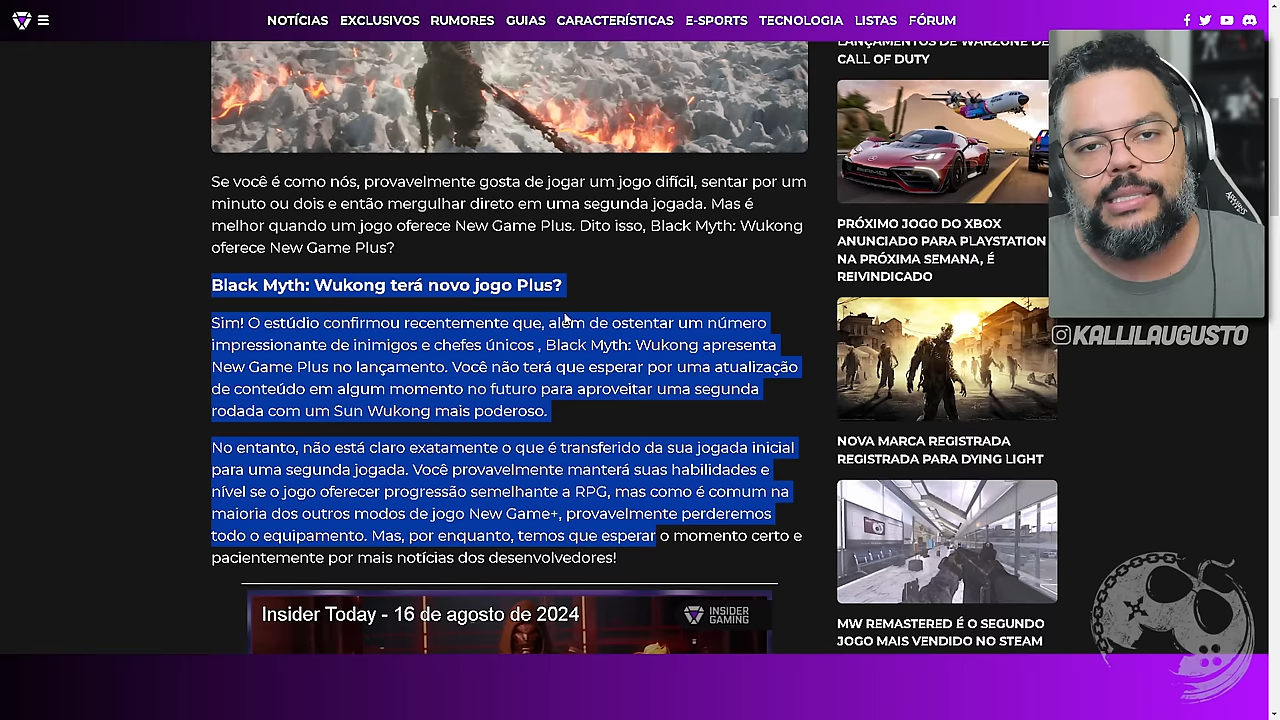 NOTÍCIAS EXCLUSIVOS RUMORES GUIAS CARACTERÍSTICAS E-SPORTS TECNOLOGIA LISTAS FÓRUM
Se você é como nós, provavelmente gosta de jogar um jogo difícil, sentar por um
minuto ou dois e então mergulhar direto em uma segunda jogada. Mas é
melhor quando um jogo oferece New Game Plus. Dito isso, Black Myth: Wukong
oferece New Game Plus?
Black Myth: Wukong terá novo jogo Plus?
Sim! O estúdio confirmou recentemente que, além de ostentar um número
impressionante de inimigos e chefes únicos , Black Myth: Wukong apresenta
New Game Plus no lançamento. Você não terá que esperar por uma atualização
de conteúdo em algum momento no futuro para aproveitar uma segunda
rodada com um Sun Wukong mais poderoso.
No entanto, não está claro exatamente o que é transferido da sua jogada inicial
para uma segunda jogada. Você provavelmente manterá suas habilidades e
nível se o jogo oferecer progressão semelhante a RPG, mas como é comum na
maioria dos outros modos de jogo New Game+, provavelmente perderemos
todo o equipamento. Mas, por enquanto, temos que esperar o momento certo e
pacientemente por mais notícias dos desenvolvedores!
Insider Today - 16 de agosto de 2024
INSIDER
GAMING
LANÇAMENTOS DE WARZONE DE
CALL OF DUTY
PRÓXIMO JOGO DO XBOX
ANUNCIADO PARA PLAYSTATION
NA PRÓXIMA SEMANA, É
REIVINDICADO
NOVA MARCA REGISTRADA
REGISTRADA PARA DYING LIGHT
MW REMASTERED É O SEGUNDO
JOGO MAIS VENDIDO NO STEAM
KALLILAUGUSTO